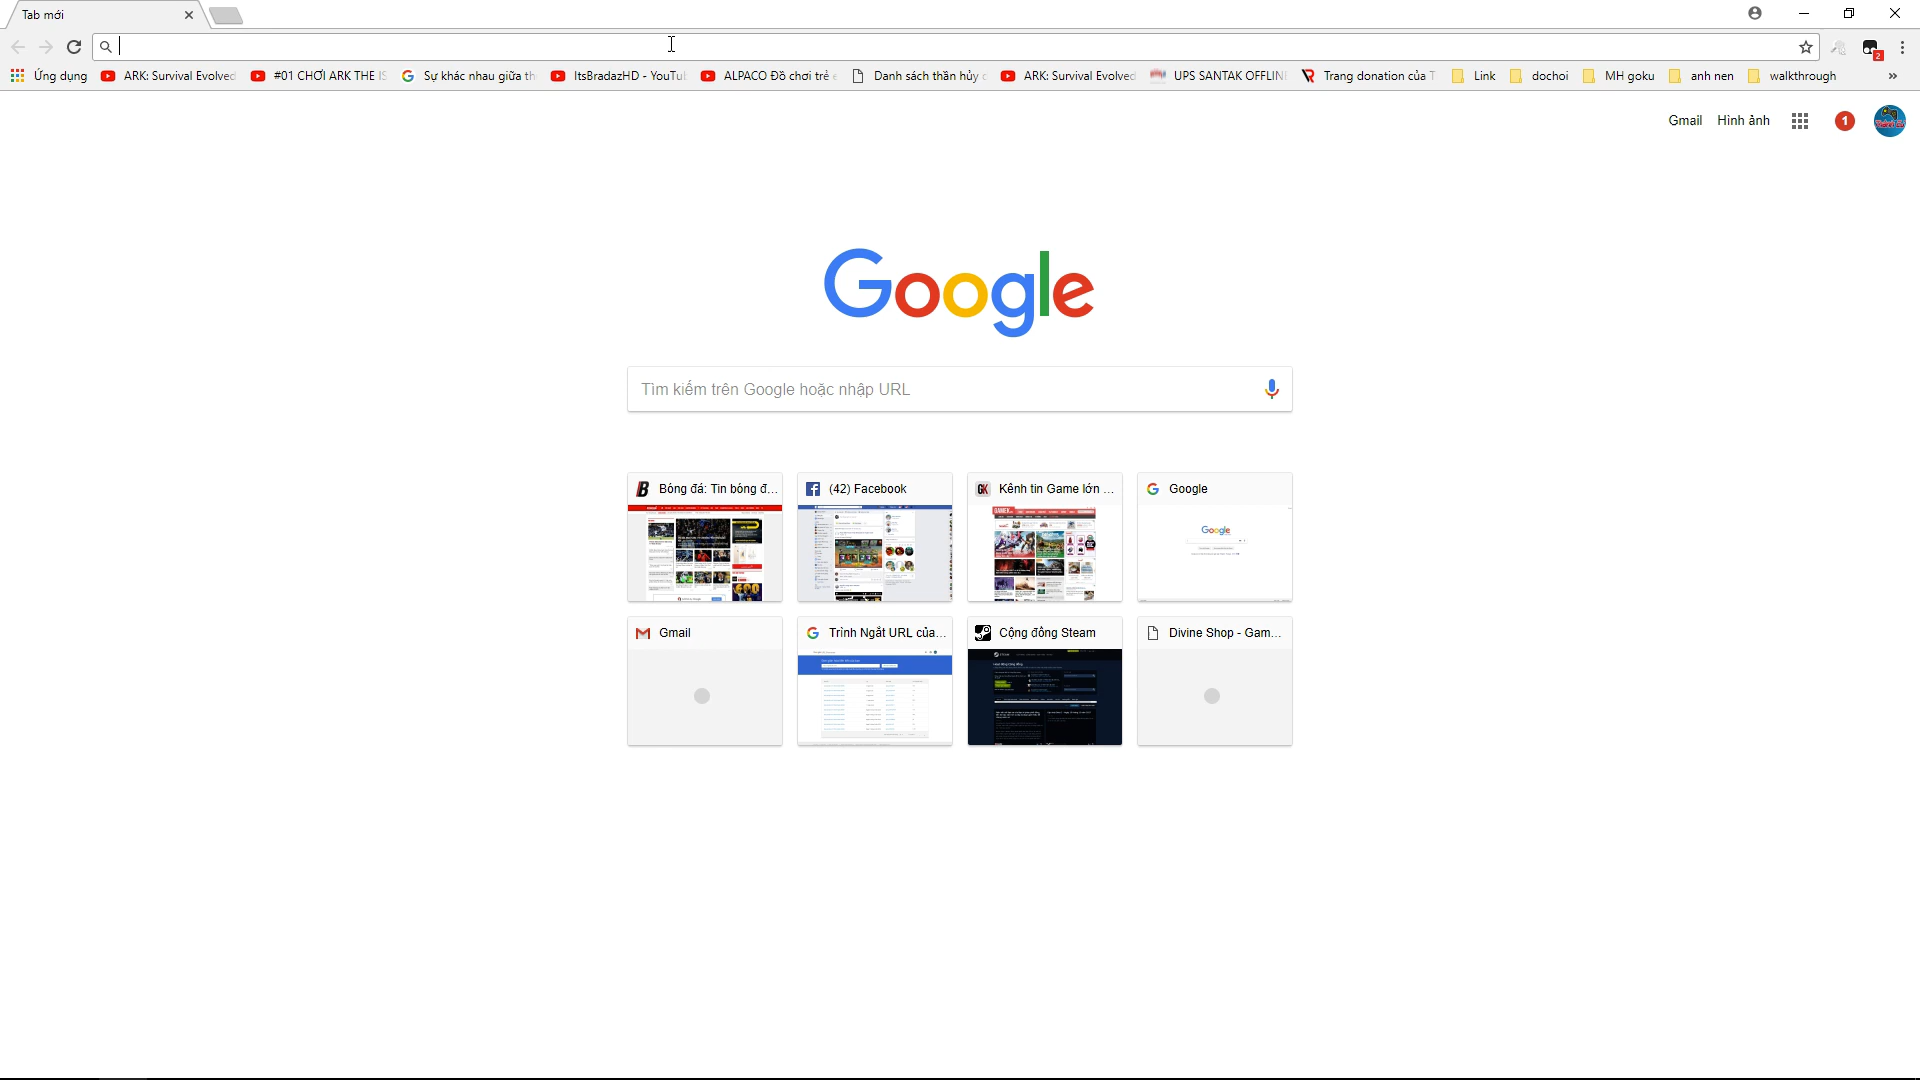 Tab mới
Ứng dụng ARK: Survival Evolved #01 CHƠI ARK THE IS Sự khác nhau giữa th ItsBradazHD - YouTu ALPACO Đồ chơi trẻ e Danh sách thần hủy c ARK: Survival Evolved UPS SANTAK OFFLIN Trang donation của T Link dochoi MH goku anh nen walkthrough »
Gmail Hình ảnh 1
Google
Tìm kiếm trên Google hoặc nhập URL
Bóng đá: Tin bóng đ... (42) Facebook Kênh tin Game lớn ... Google
Gmail Trình Ngắt URL của... Cộng đồng Steam Divine Shop - Gam...